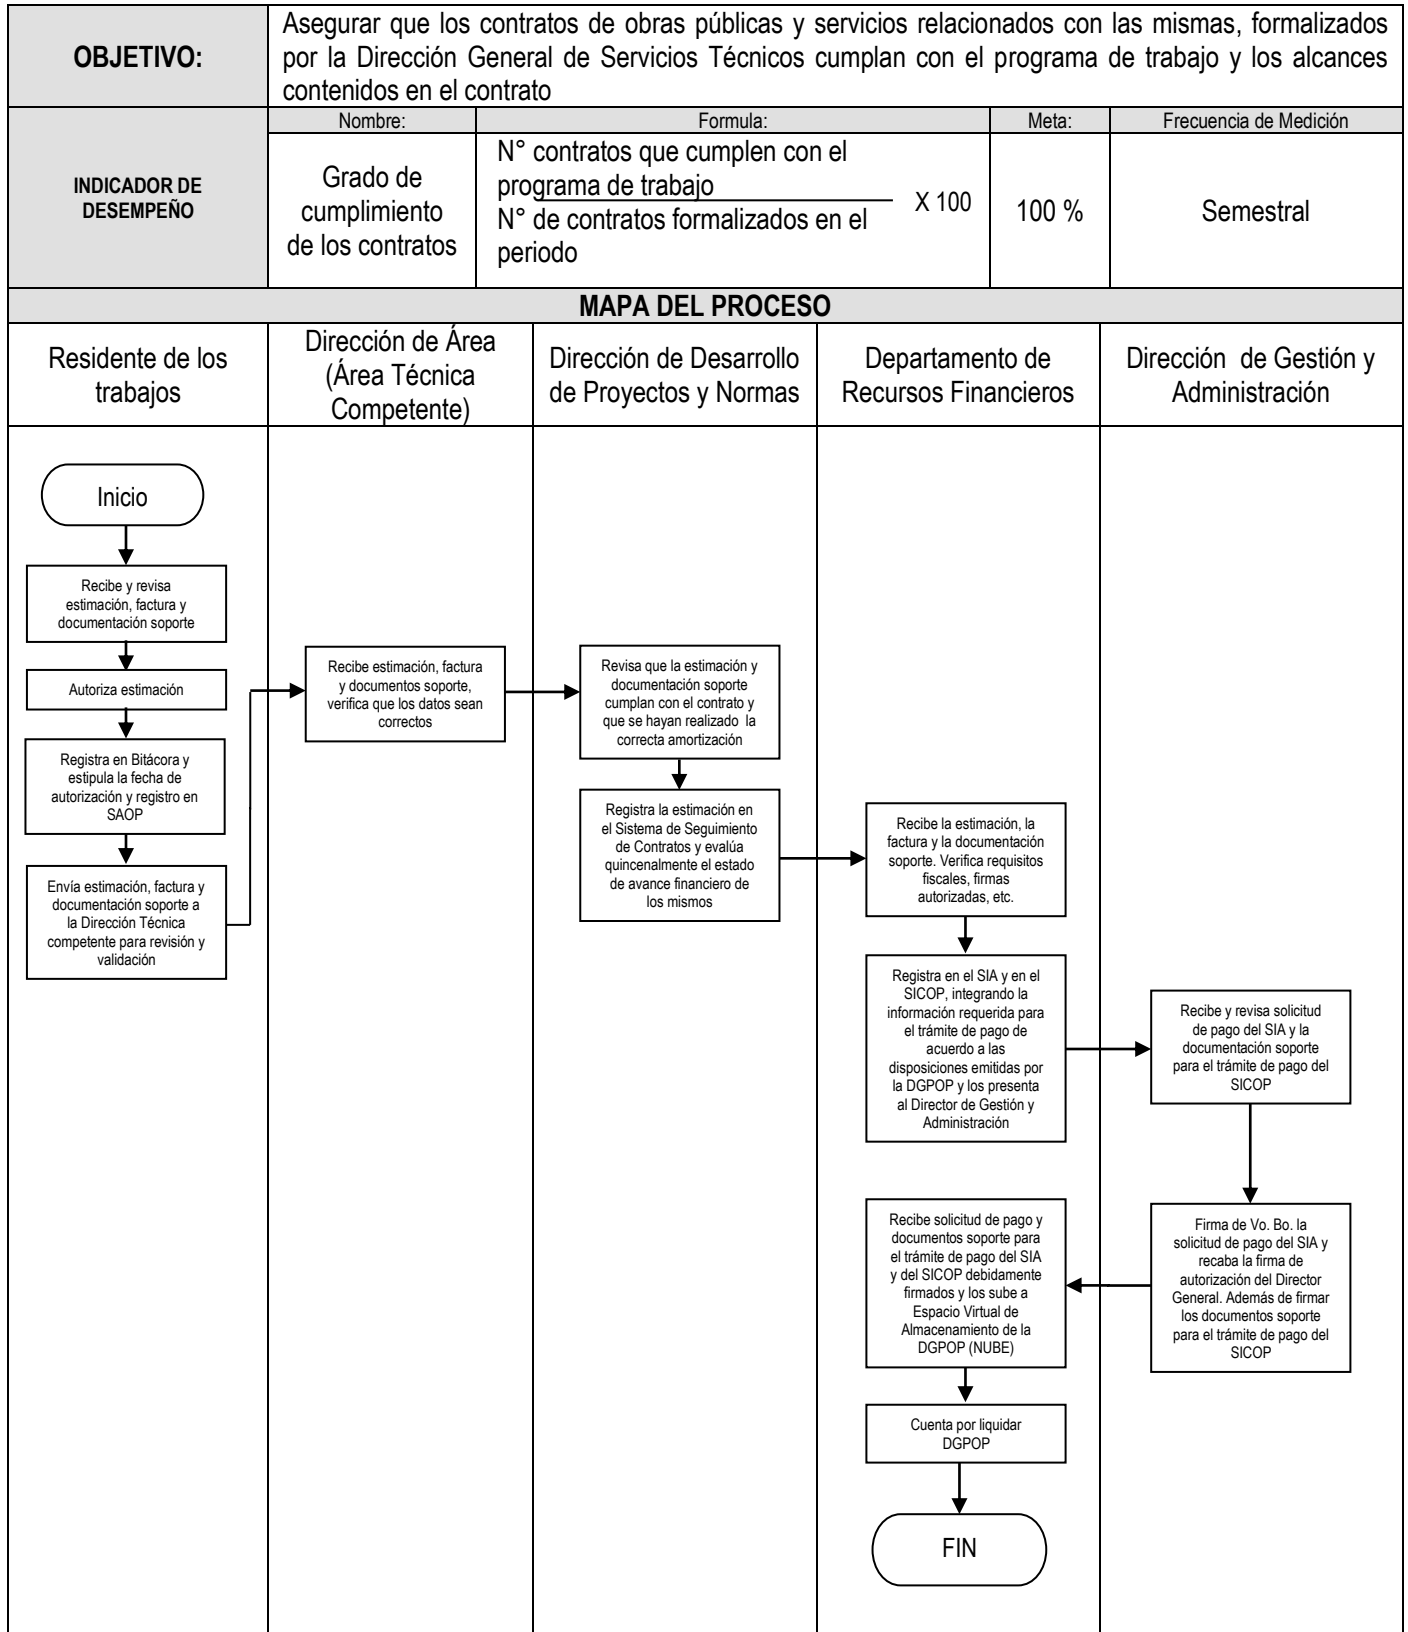 OBJETIVO:
Asegurar que los contratos de obras públicas y servicios relacionados con las mismas, formalizados
por la Dirección General de Servicios Técnicos cumplan con el programa de trabajo y los alcances
contenidos en el contrato
INDICADOR DE
DESEMPEÑO
Nombre:
Formula:
Meta:
Frecuencia de Medición
Grado de
cumplimiento
de los contratos
N° contratos que cumplen con el
programa de trabajo
N° de contratos formalizados en el
periodo
X 100
100 %
Semestral
MAPA DEL PROCESO
Residente de los
trabajos
Dirección de Área
(Área Técnica
Competente)
Dirección de Desarrollo
de Proyectos y Normas
Departamento de
Recursos Financieros
Dirección de Gestión y
Administración
Inicio
Recibe y revisa
estimación, factura y
documentación soporte
Autoriza estimación
Registra en Bitácora y
estipula la fecha de
autorización y registro en
SAOP
Envía estimación, factura y
documentación soporte a
la Dirección Técnica
competente para revisión y
validación
Recibe estimación, factura
y documentos soporte,
verifica que los datos sean
correctos
Revisa que la estimación y
documentación soporte
cumplan con el contrato y
que se hayan realizado la
correcta amortización
Registra la estimación en
el Sistema de Seguimiento
de Contratos y evalúa
quincenalmente el estado
de avance financiero de
los mismos
Recibe la estimación, la
factura y la documentación
soporte. Verifica requisitos
fiscales, firmas
autorizadas, etc.
Registra en el SIA y en el
SICOP, integrando la
información requerida para
el trámite de pago de
acuerdo a las
disposiciones emitidas por
la DGPOP y los presenta
al Director de Gestión y
Administración
Recibe y revisa solicitud
de pago del SIA y la
documentación soporte
para el trámite de pago del
SICOP
Firma de Vo. Bo. la
solicitud de pago del SIA y
recaba la firma de
autorización del Director
General. Además de firmar
los documentos soporte
para el trámite de pago del
SICOP
Recibe solicitud de pago y
documentos soporte para
el trámite de pago del SIA
y del SICOP debidamente
firmados y los sube a
Espacio Virtual de
Almacenamiento de la
DGPOP (NUBE)
Cuenta por liquidar
DGPOP
FIN